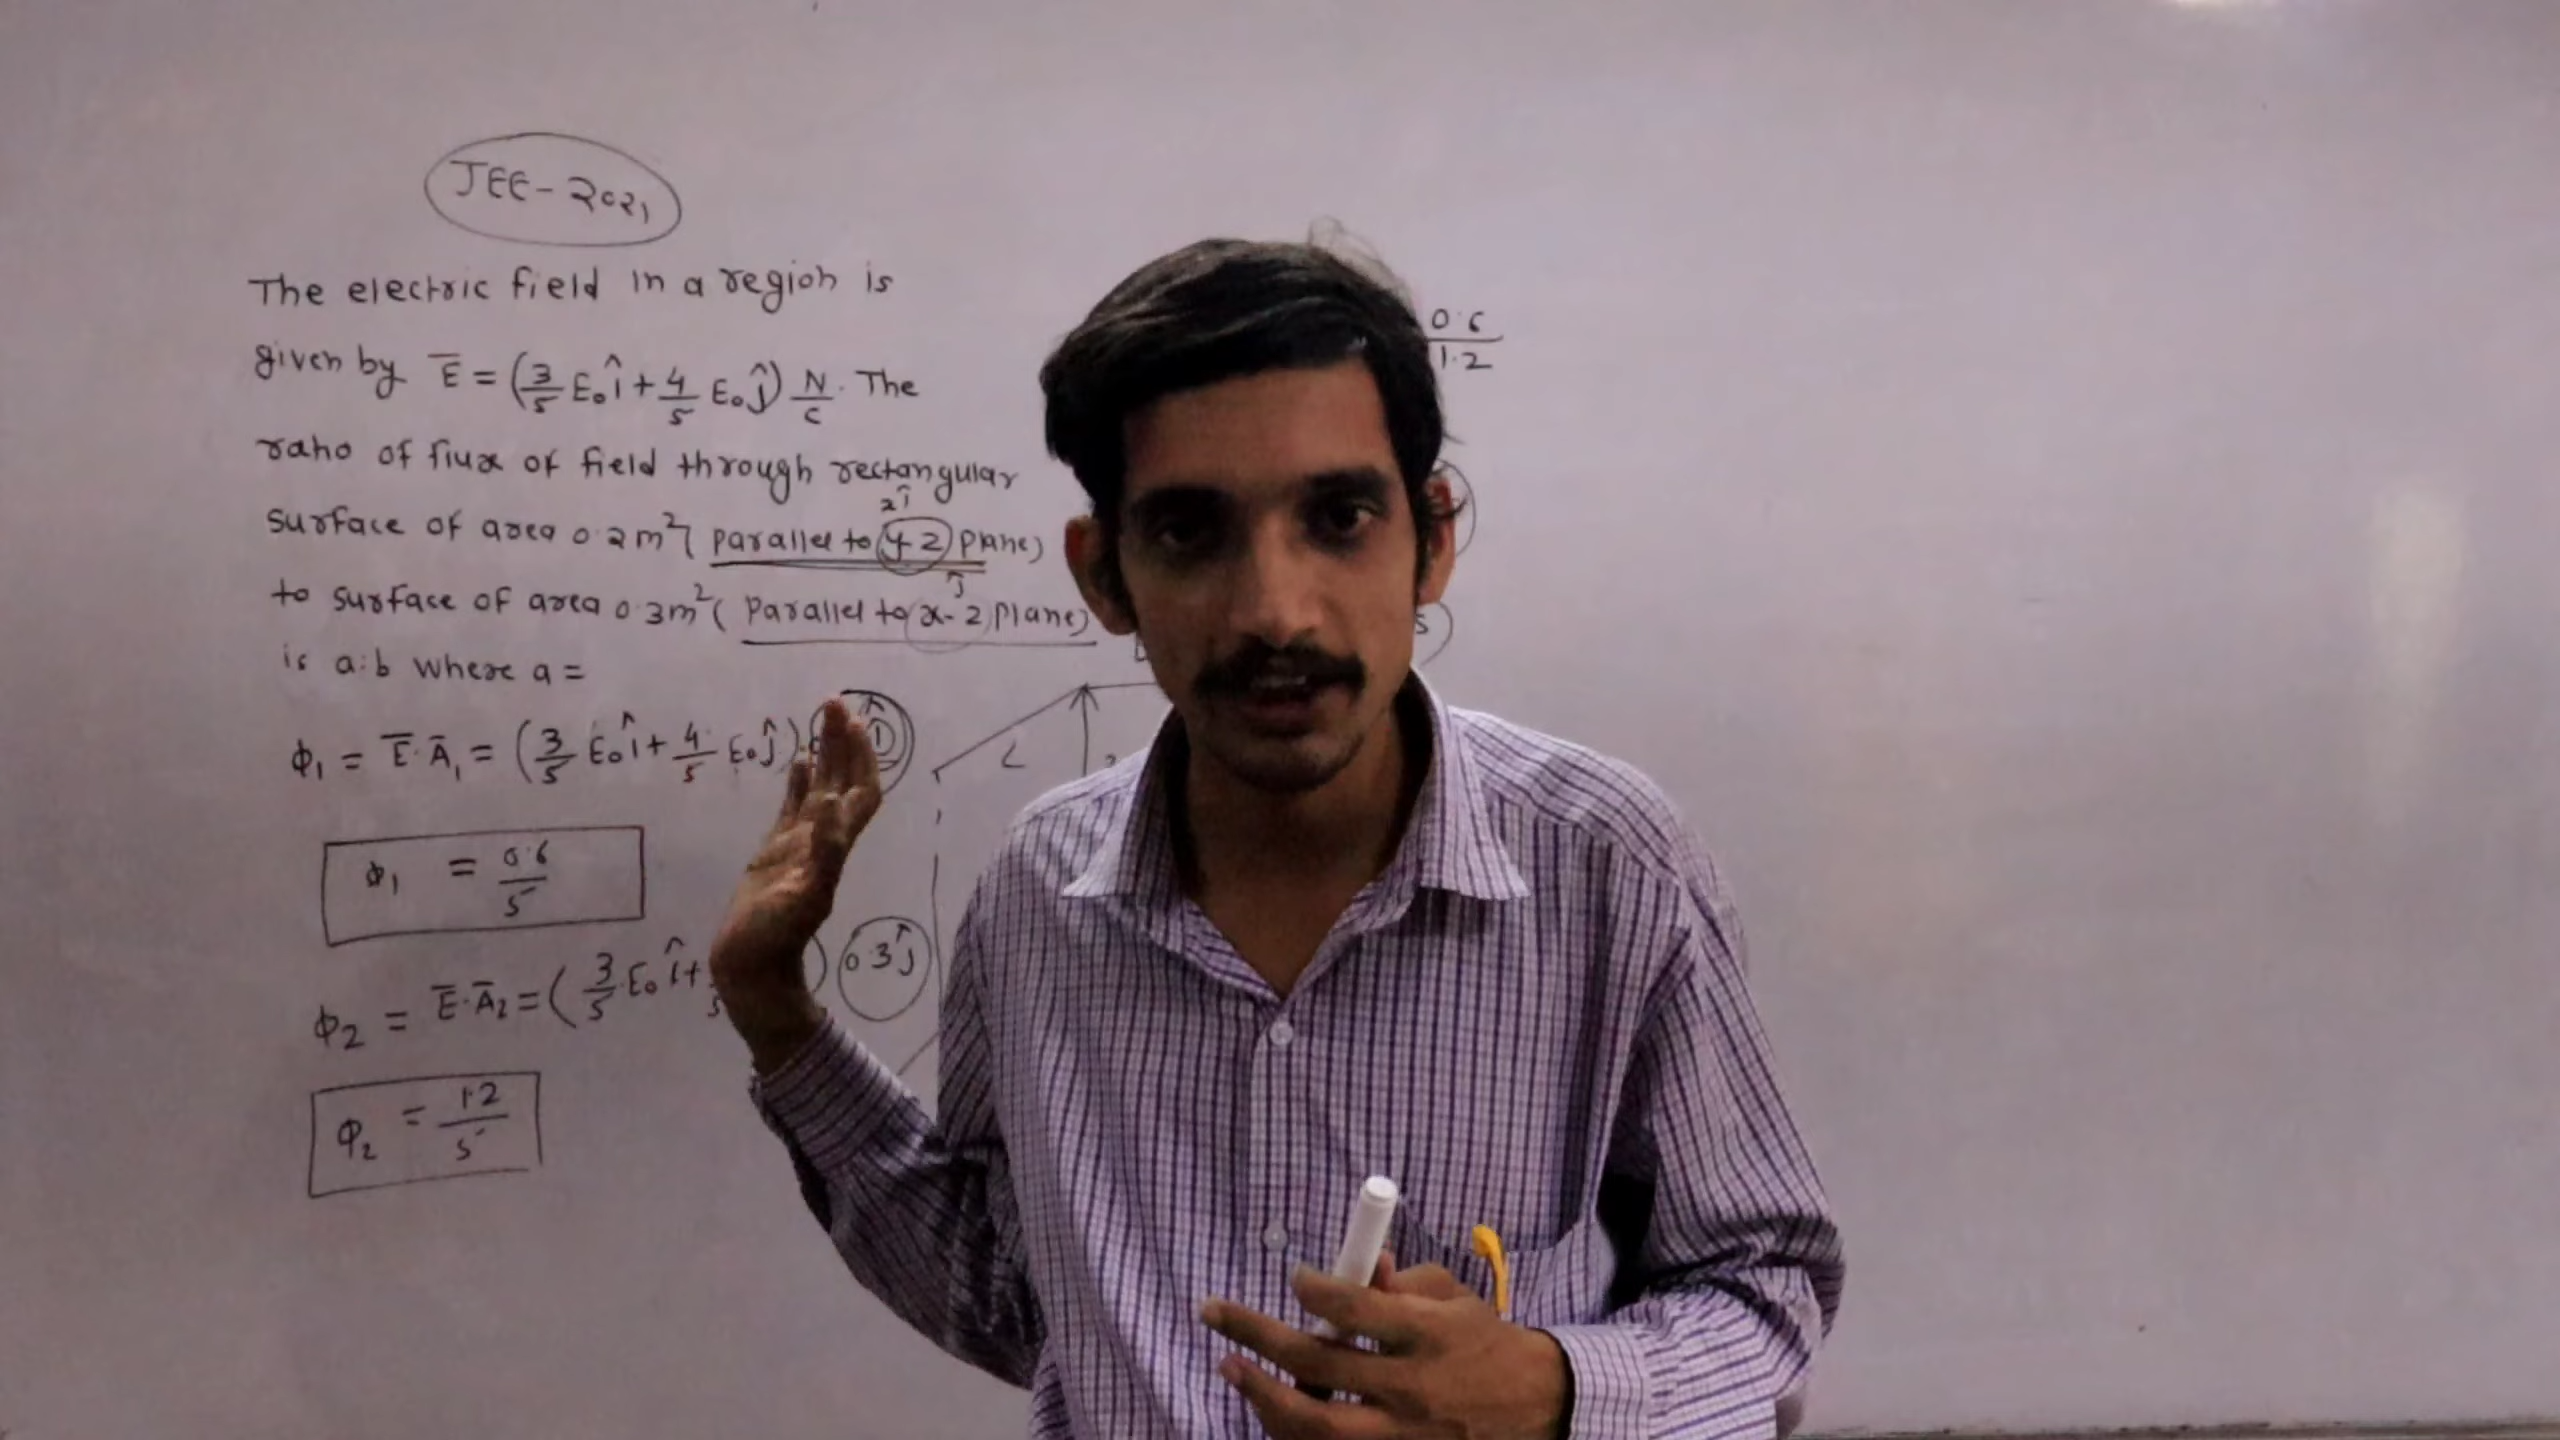 JEE-2021
The electric field in a region is
given by E̅ = (3/5 E₀î + 4/5 E₀ĵ) N/C. The
ratio of flux of field through rectangular
î
surface of area 0.2m² (parallel to y-z plane)
ĵ
to surface of area 0.3m² (parallel to x-z plane)
is a:b where a =
ϕ₁ = E̅·A̅₁ = (3/5 E₀î + 4/5 E₀ĵ)·
ϕ₁ = 0.6/5
ϕ₂ = E̅·A̅₂ = (3/5 E₀î + ) 0.3ĵ
ϕ₂ = 1.2/5
0.6/1.2
L